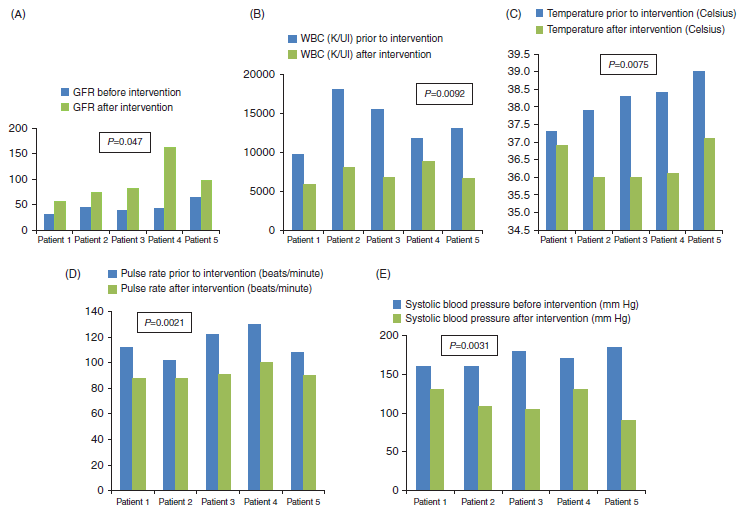 (A)
GFR before intervention
GFR after intervention
P=0.047
200
150
100
50
0
Patient 1 Patient 2 Patient 3 Patient 4 Patient 5
(B)
WBC (K/Ul) prior to intervention
WBC (K/Ul) after intervention
P=0.0092
20000
15000
10000
5000
0
Patient 1 Patient 2 Patient 3 Patient 4 Patient 5
(C)
Temperature prior to intervention (Celsius)
Temperature after intervention (Celsius)
P=0.0075
39.5
39.0
38.5
38.0
37.5
37.0
36.5
36.0
35.5
35.0
34.5
Patient 1 Patient 2 Patient 3 Patient 4 Patient 5
(D)
Pulse rate prior to intervention (beats/minute)
Pulse rate after intervention (beats/minute)
P=0.0021
140
120
100
80
60
40
20
0
Patient 1 Patient 2 Patient 3 Patient 4 Patient 5
(E)
Systolic blood pressure before intervention (mm Hg)
Systolic blood pressure after intervention (mm Hg)
P=0.0031
200
150
100
50
0
Patient 1 Patient 2 Patient 3 Patient 4 Patient 5